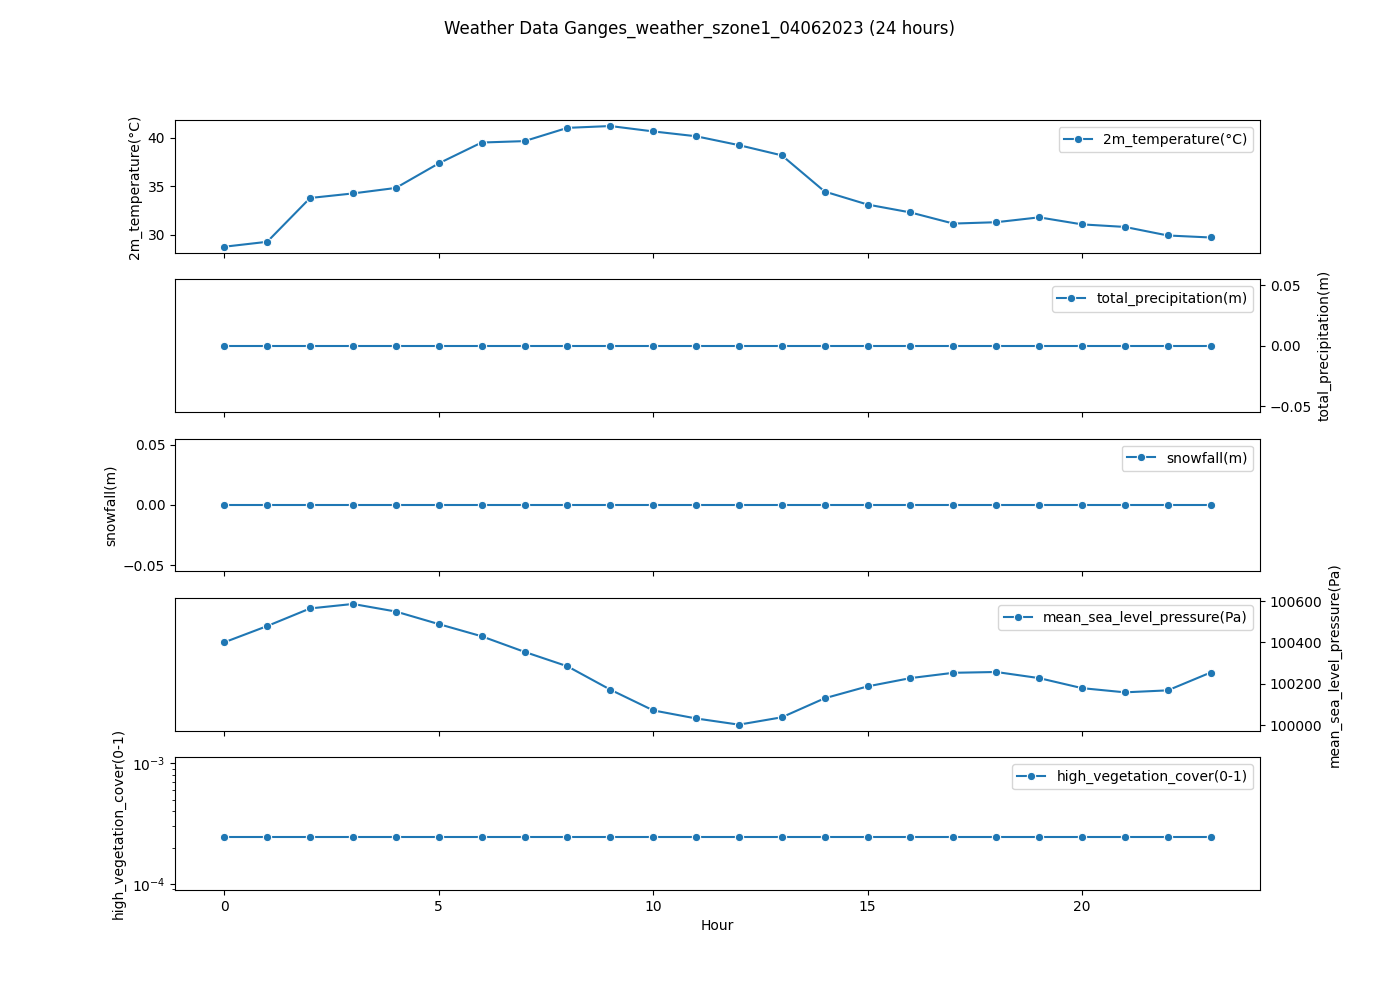 Weather Data Ganges_weather_szone1_04062023 (24 hours)
2m_temperature(°C)
40
35
30
2m_temperature(°C)
total_precipitation(m)
0.05
0.00
−0.05
total_precipitation(m)
snowfall(m)
0.05
0.00
−0.05
snowfall(m)
mean_sea_level_pressure(Pa)
100600
100400
100200
100000
mean_sea_level_pressure(Pa)
high_vegetation_cover(0-1)
10⁻³
10⁻⁴
high_vegetation_cover(0-1)
0 5 10 15 20
Hour